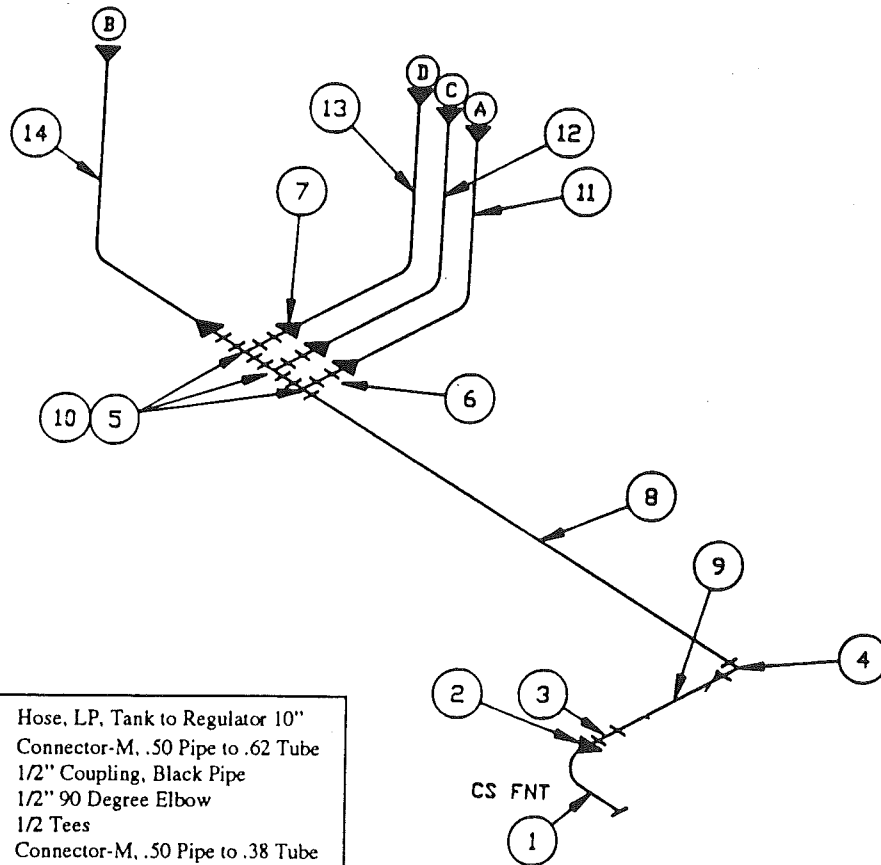 B
D
C
A
14
13
12
7
11
10
5
6
8
9
4
2
3
CS FNT
1
Hose, LP, Tank to Regulator 10"
Connector-M, .50 Pipe to .62 Tube
1/2" Coupling, Black Pipe
1/2" 90 Degree Elbow
1/2 Tees
Connector-M, .50 Pipe to .38 Tube